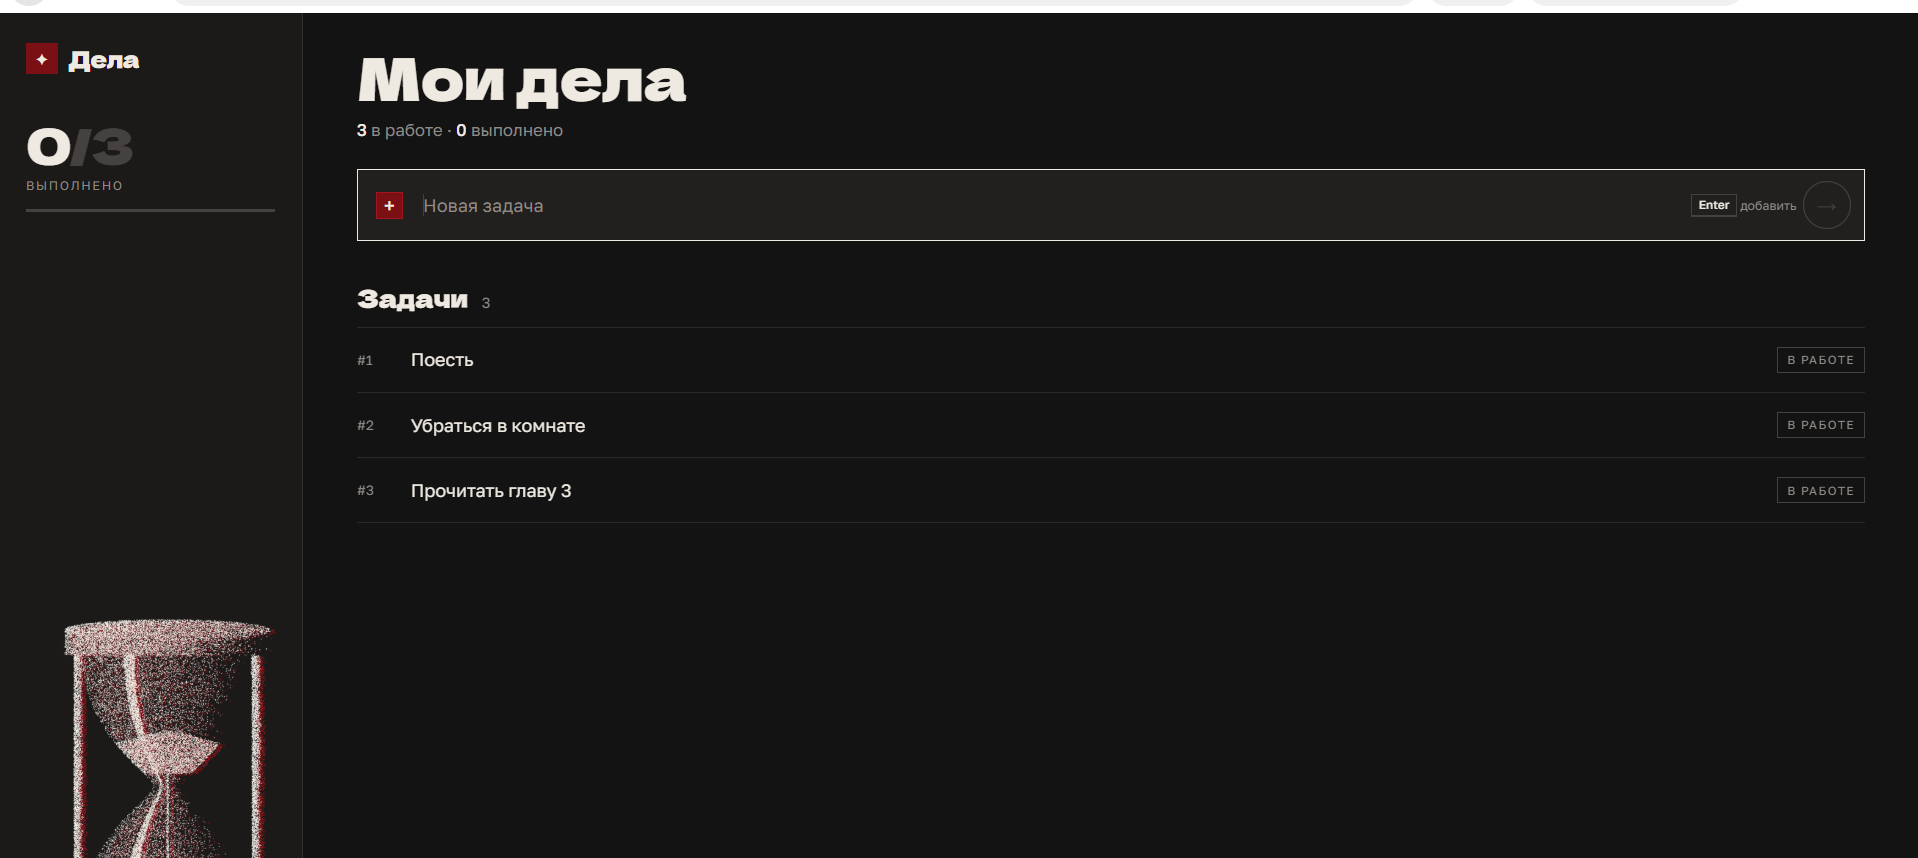 Дела
0/3
ВЫПОЛНЕНО
Мои дела
3 в работе · 0 выполнено
+ Новая задача
Enter добавить →
Задачи 3
#1 Поесть В РАБОТЕ
#2 Убраться в комнате В РАБОТЕ
#3 Прочитать главу 3 В РАБОТЕ